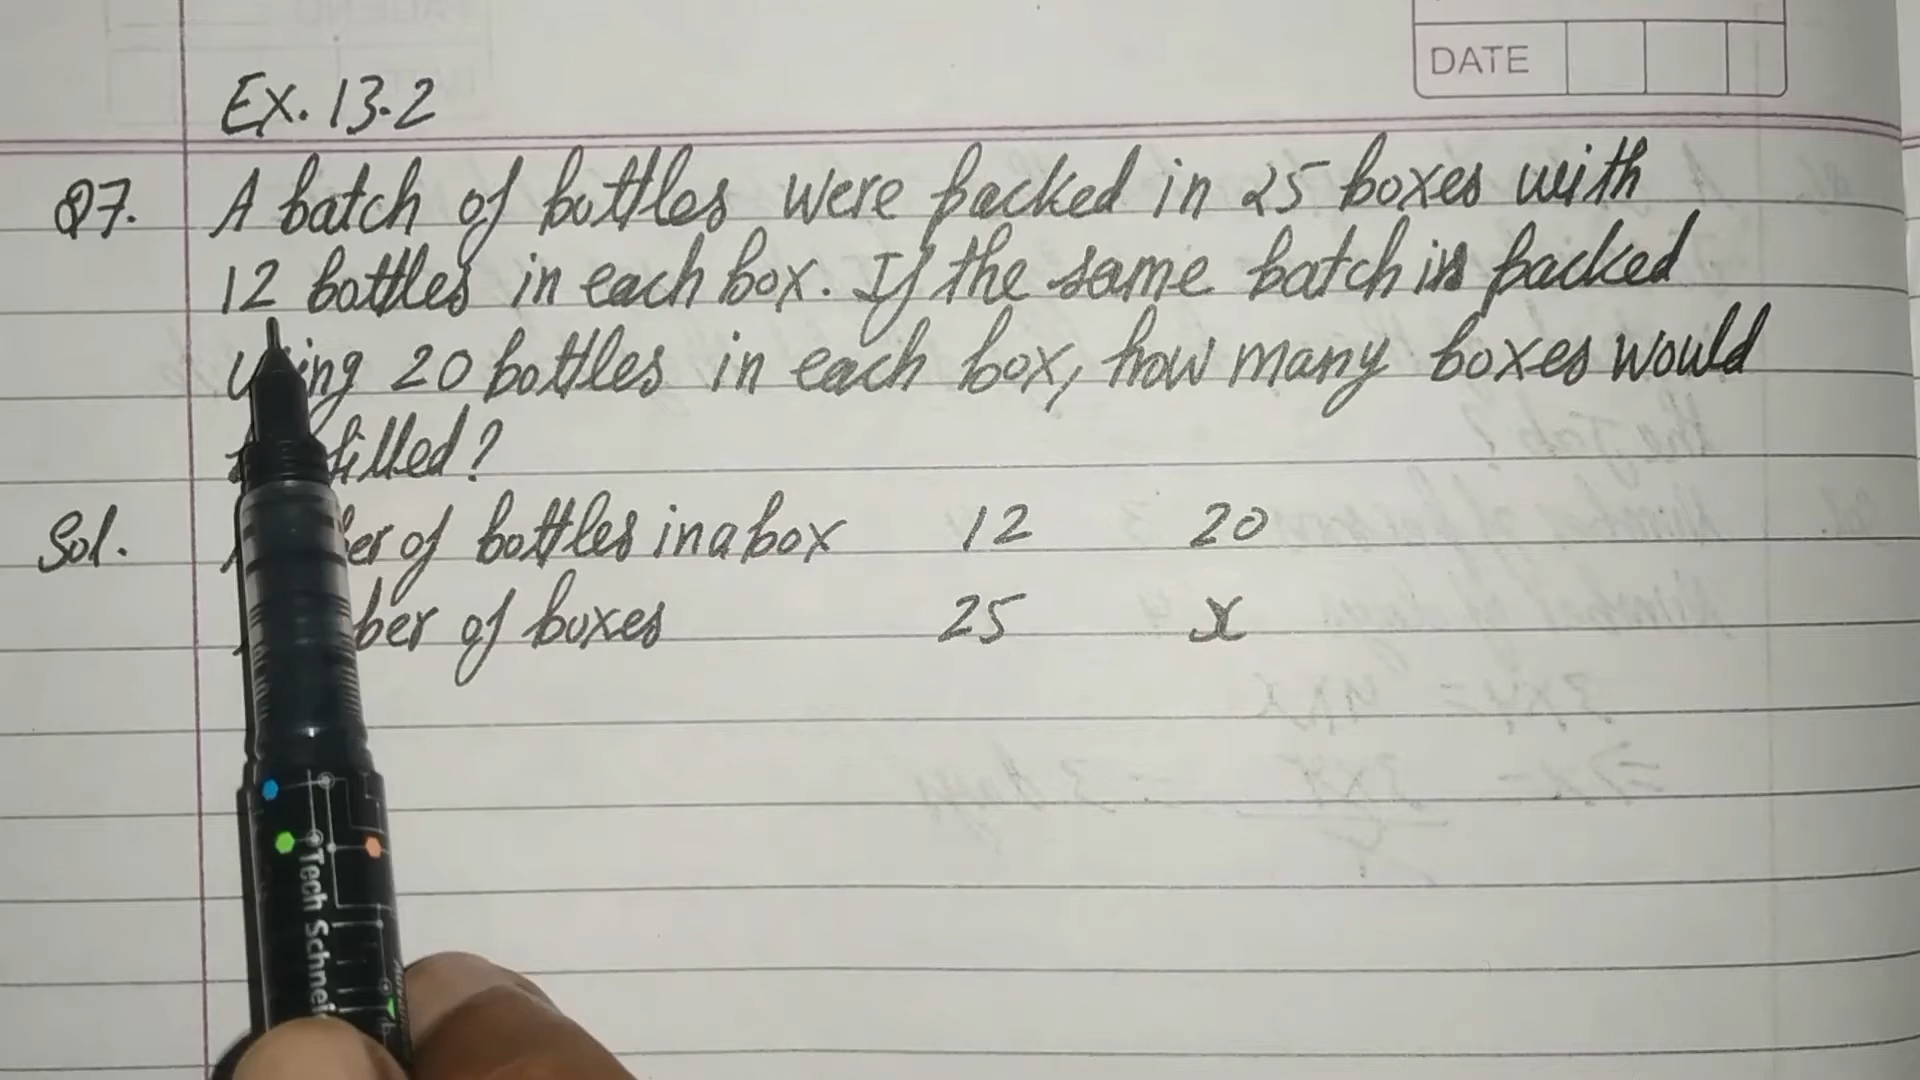 DATE
Ex. 13.2
Q7. A batch of bottles were packed in 25 boxes with
12 bottles in each box. If the same batch is packed
20 bottles in each box, how many boxes would
filled?
Sol. of bottles in a box 12 20
of boxes 25 x
Tech Schnei